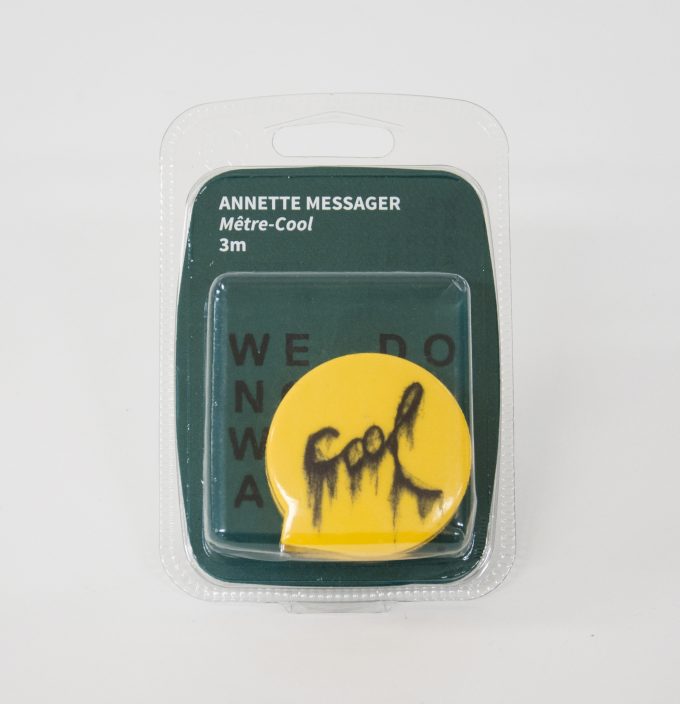 ANNETTE MESSAGER
Mêtre-Cool
3m
WE DO
N
W
A
cool